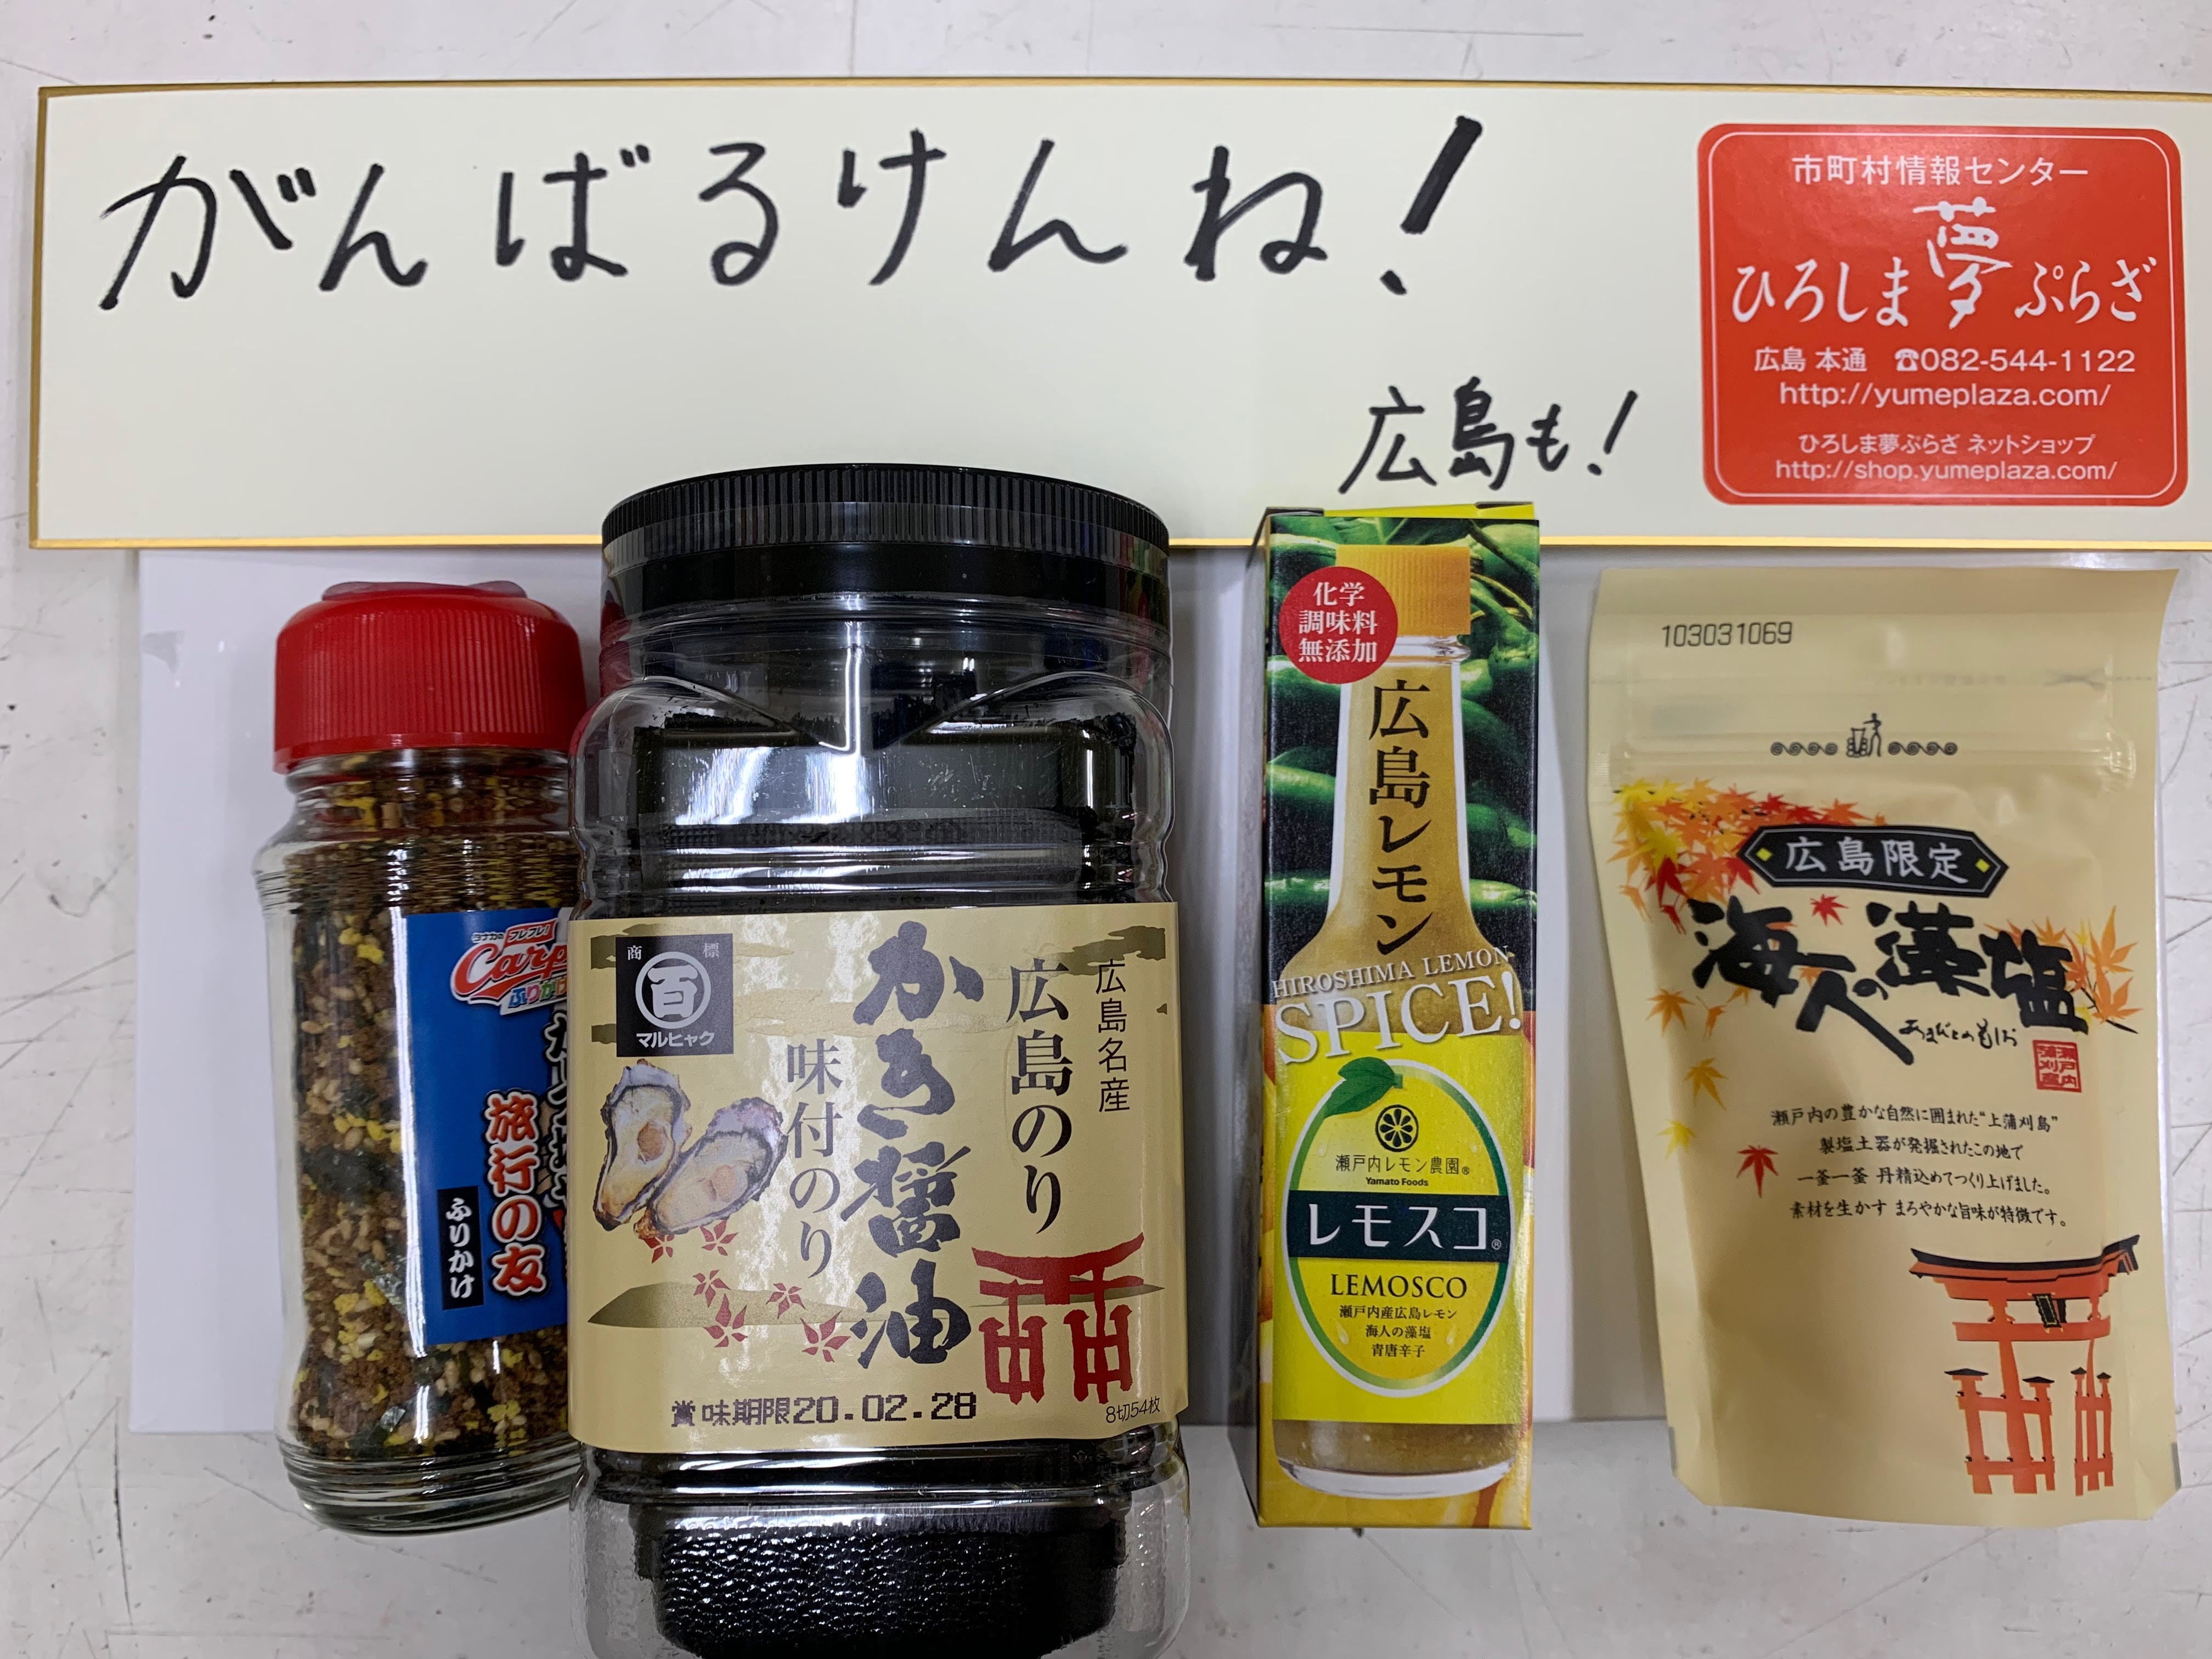 がんばるけんね!
広島も!
市町村情報センター
ひろしま夢ぷらざ
広島 本通 ☎082-544-1122
http://yumeplaza.com/
ひろしま夢ぷらざ ネットショップ
http://shop.yumeplaza.com/
フレフレ!
Carp
ふりかけ
旅行の友
ふりかけ
商標
百
マルヒャク
広島名産
広島のり
かき醤油
味付のり
賞味期限20.02.28
8切54枚
化学
調味料
無添加
広島レモン
HIROSHIMA LEMON
SPICE!
瀬戸内レモン農園®
Yamato Foods
レモスコ®
LEMOSCO
瀬戸内産広島レモン
海人の藻塩
青唐辛子
103031069
広島限定
海人の藻塩
あまびとのもしお
瀬戸内の豊かな自然に囲まれた“上蒲刈島”
製塩土器が発掘されたこの地で
一釜一釜 丹精込めてつくり上げました。
素材を生かす まろやかな旨味が特徴です。